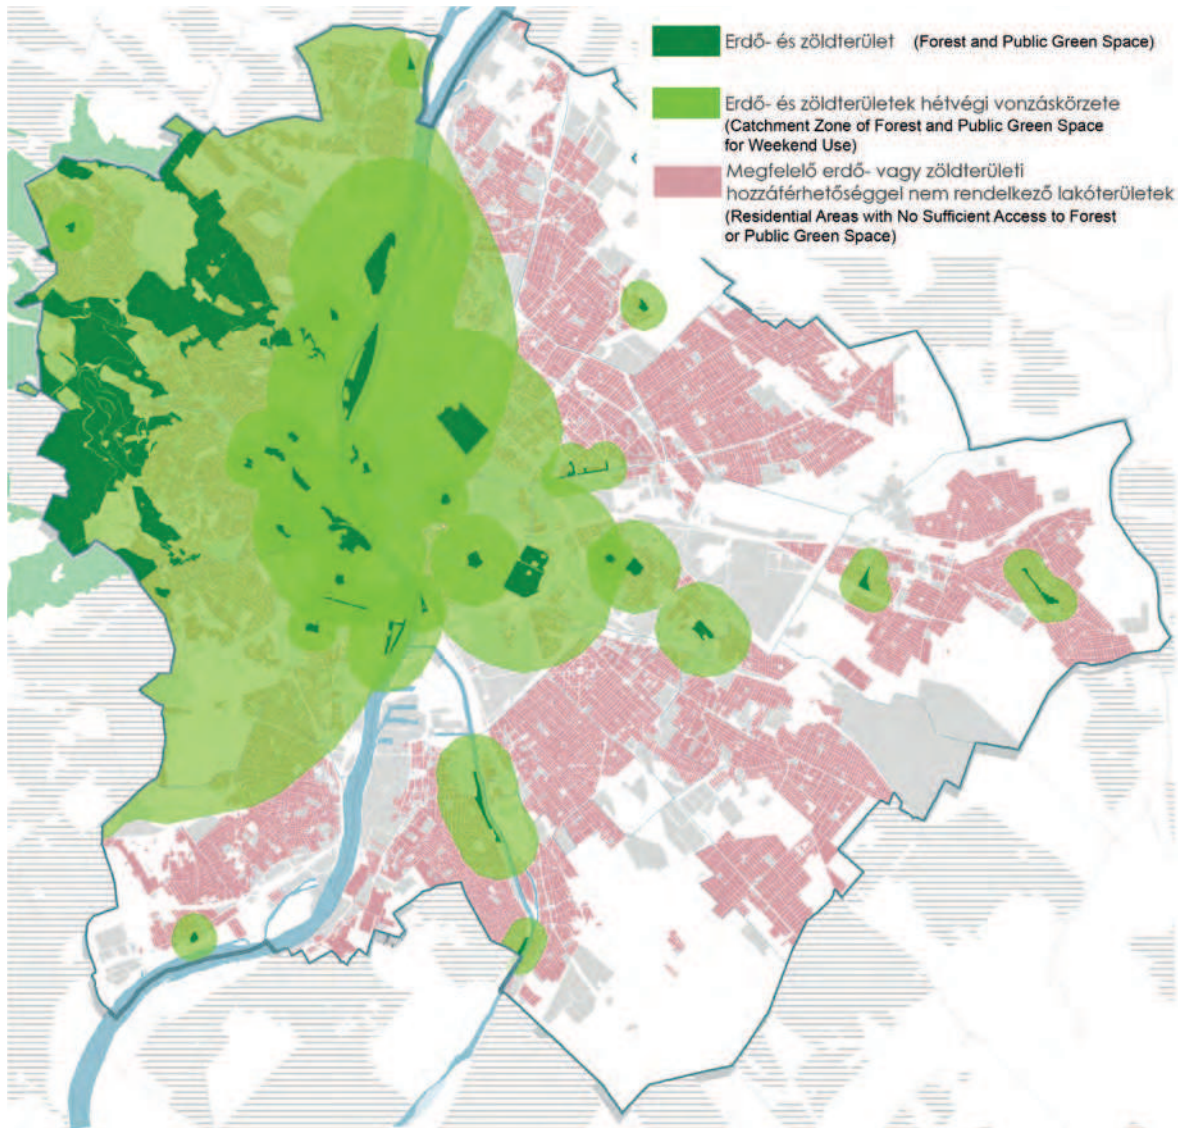 Erdő- és zöldterület (Forest and Public Green Space)
Erdő- és zöldterületek hétvégi vonzáskörzete
(Catchment Zone of Forest and Public Green Space
for Weekend Use)
Megfelelő erdő- vagy zöldterületi
hozzáférhetőséggel nem rendelkező lakóterületek
(Residential Areas with No Sufficient Access to Forest
or Public Green Space)